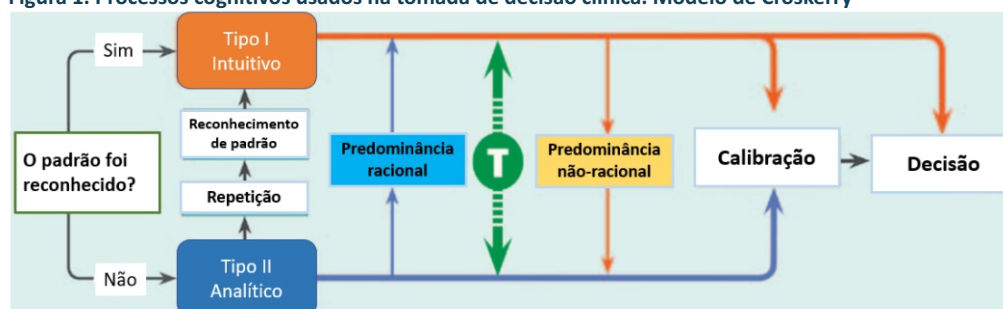 Figura 1. Processos cognitivos usados na tomada de decisão clínica. Modelo de Croskerry
Sim
Tipo I
Intuitivo
O padrão foi
reconhecido?
Reconhecimento
de padrão
Repetição
Não
Tipo II
Analítico
Predominância
racional
T
Predominância
não-racional
Calibração
Decisão